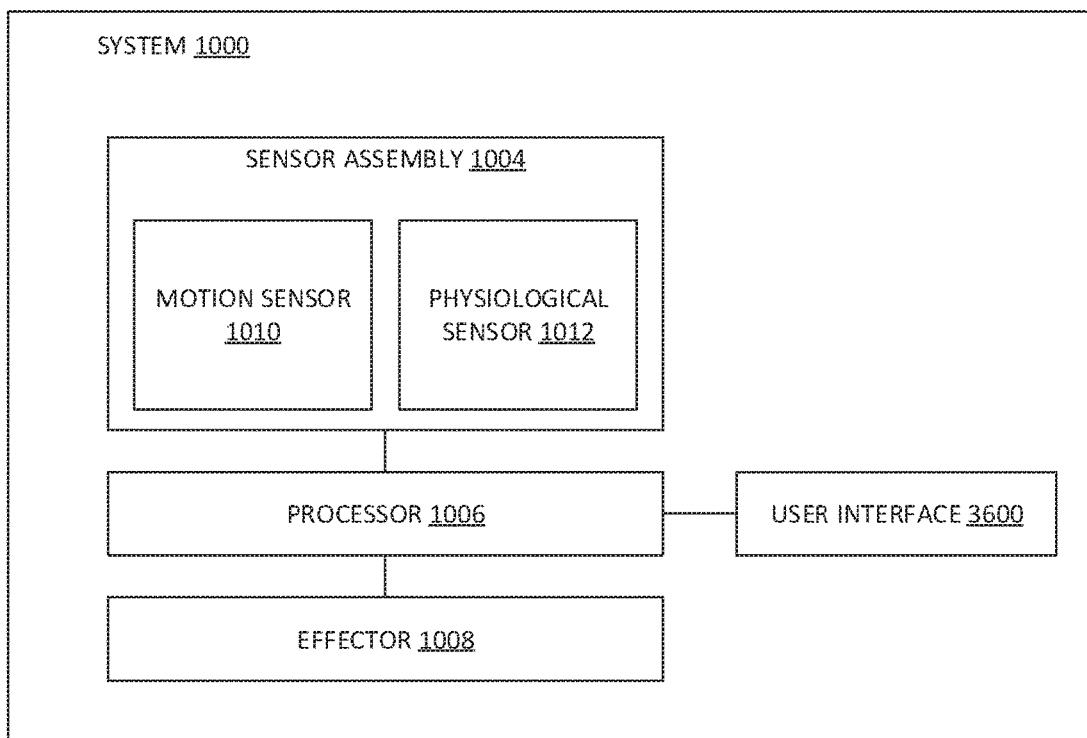 SYSTEM 1000
SENSOR ASSEMBLY 1004
MOTION SENSOR
1010
PHYSIOLOGICAL
SENSOR 1012
PROCESSOR 1006
USER INTERFACE 3600
EFFECTOR 1008